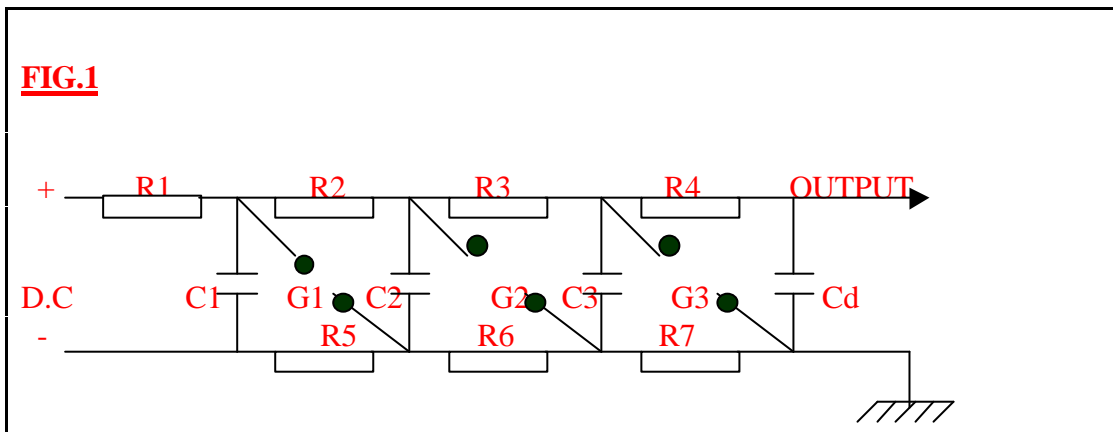 FIG.1
+ R1 R2 R3 R4 OUTPUT
D.C C1 G1 C2 G2 C3 G3 Cd
- R5 R6 R7